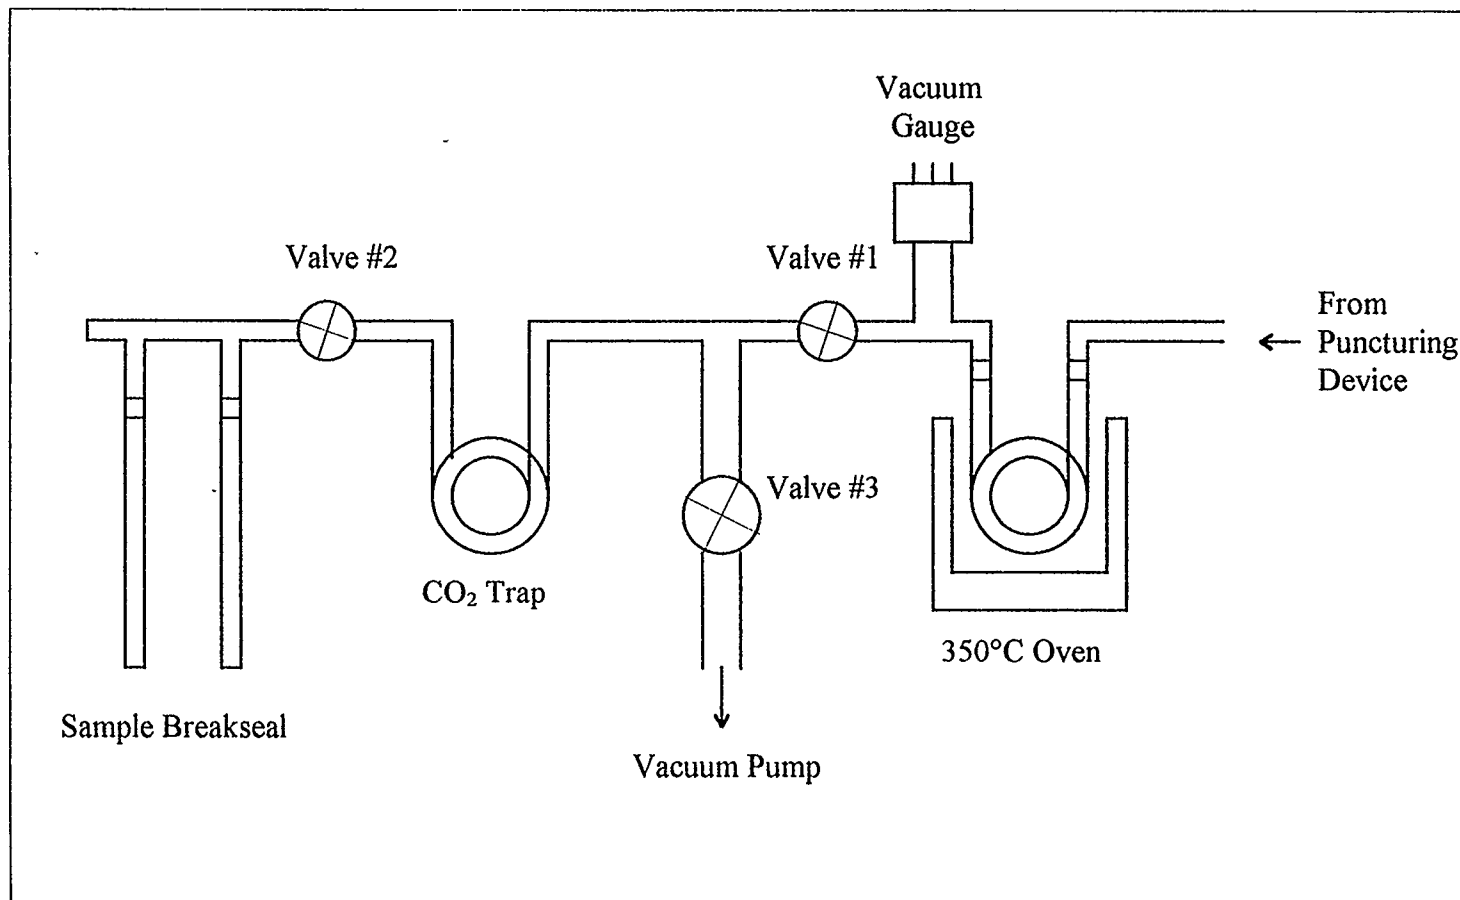 Vacuum
Gauge
Valve #2
Valve #1
From
Puncturing
Device
Valve #3
CO₂ Trap
350°C Oven
Sample Breakseal
Vacuum Pump